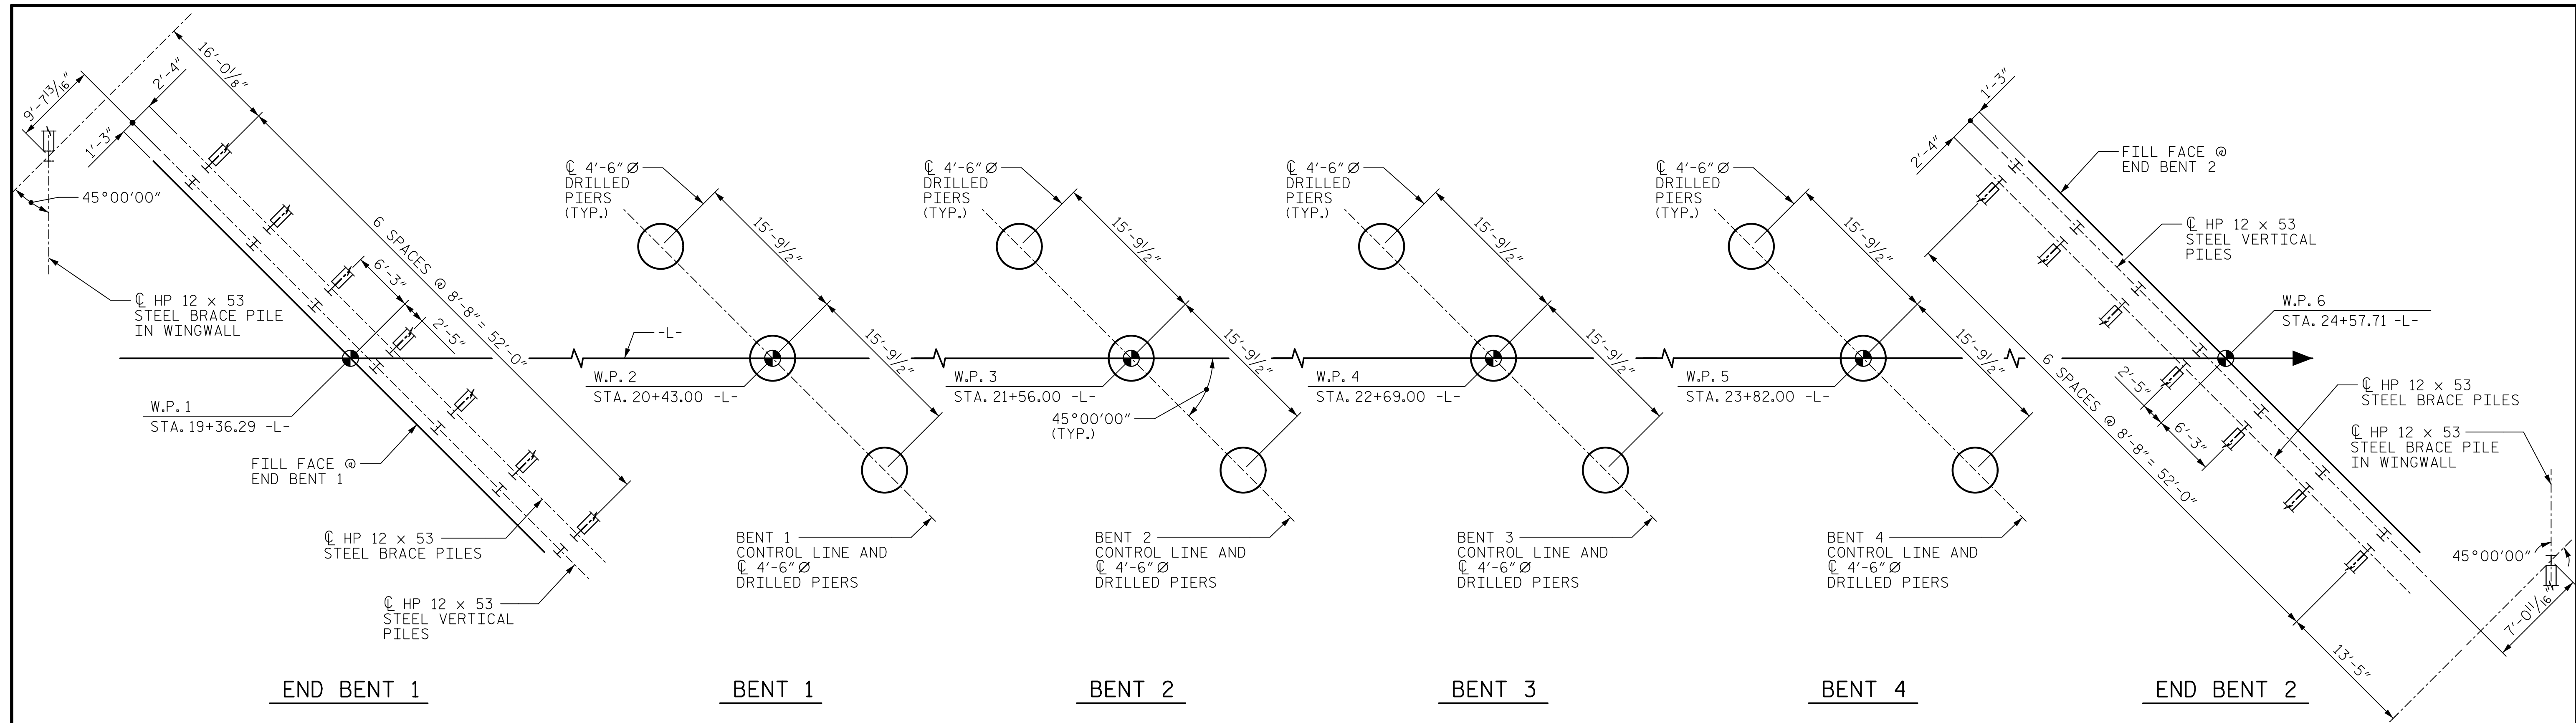 16'-0 1/8"
9'-7 13/16"
2'-4"
1'-3"
45°00'00"
6 SPACES @ 8'-8" = 52'-0"
6'-3"
2'-5"
℄ HP 12 x 53
STEEL BRACE PILE
IN WINGWALL
W.P. 1
STA. 19+36.29 -L-
FILL FACE @
END BENT 1
℄ HP 12 x 53
STEEL BRACE PILES
℄ HP 12 x 53
STEEL VERTICAL
PILES
END BENT 1
-L-
℄ 4'-6" Ø
DRILLED
PIERS
(TYP.)
15'-9 1/2"
15'-9 1/2"
W.P. 2
STA. 20+43.00 -L-
BENT 1
CONTROL LINE AND
℄ 4'-6" Ø
DRILLED PIERS
BENT 1
℄ 4'-6" Ø
DRILLED
PIERS
(TYP.)
15'-9 1/2"
15'-9 1/2"
W.P. 3
STA. 21+56.00 -L-
45°00'00"
(TYP.)
BENT 2
CONTROL LINE AND
℄ 4'-6" Ø
DRILLED PIERS
BENT 2
℄ 4'-6" Ø
DRILLED
PIERS
(TYP.)
15'-9 1/2"
15'-9 1/2"
W.P. 4
STA. 22+69.00 -L-
BENT 3
CONTROL LINE AND
℄ 4'-6" Ø
DRILLED PIERS
BENT 3
℄ 4'-6" Ø
DRILLED
PIERS
(TYP.)
15'-9 1/2"
15'-9 1/2"
W.P. 5
STA. 23+82.00 -L-
BENT 4
CONTROL LINE AND
℄ 4'-6" Ø
DRILLED PIERS
BENT 4
1'-3"
2'-4"
FILL FACE @
END BENT 2
℄ HP 12 x 53
STEEL VERTICAL
PILES
W.P. 6
STA. 24+57.71 -L-
6 SPACES @ 8'-8" = 52'-0"
2'-5"
6'-3"
℄ HP 12 x 53
STEEL BRACE PILES
℄ HP 12 x 53
STEEL BRACE PILE
IN WINGWALL
45°00'00"
7'-0 11/16"
13'-5"
END BENT 2